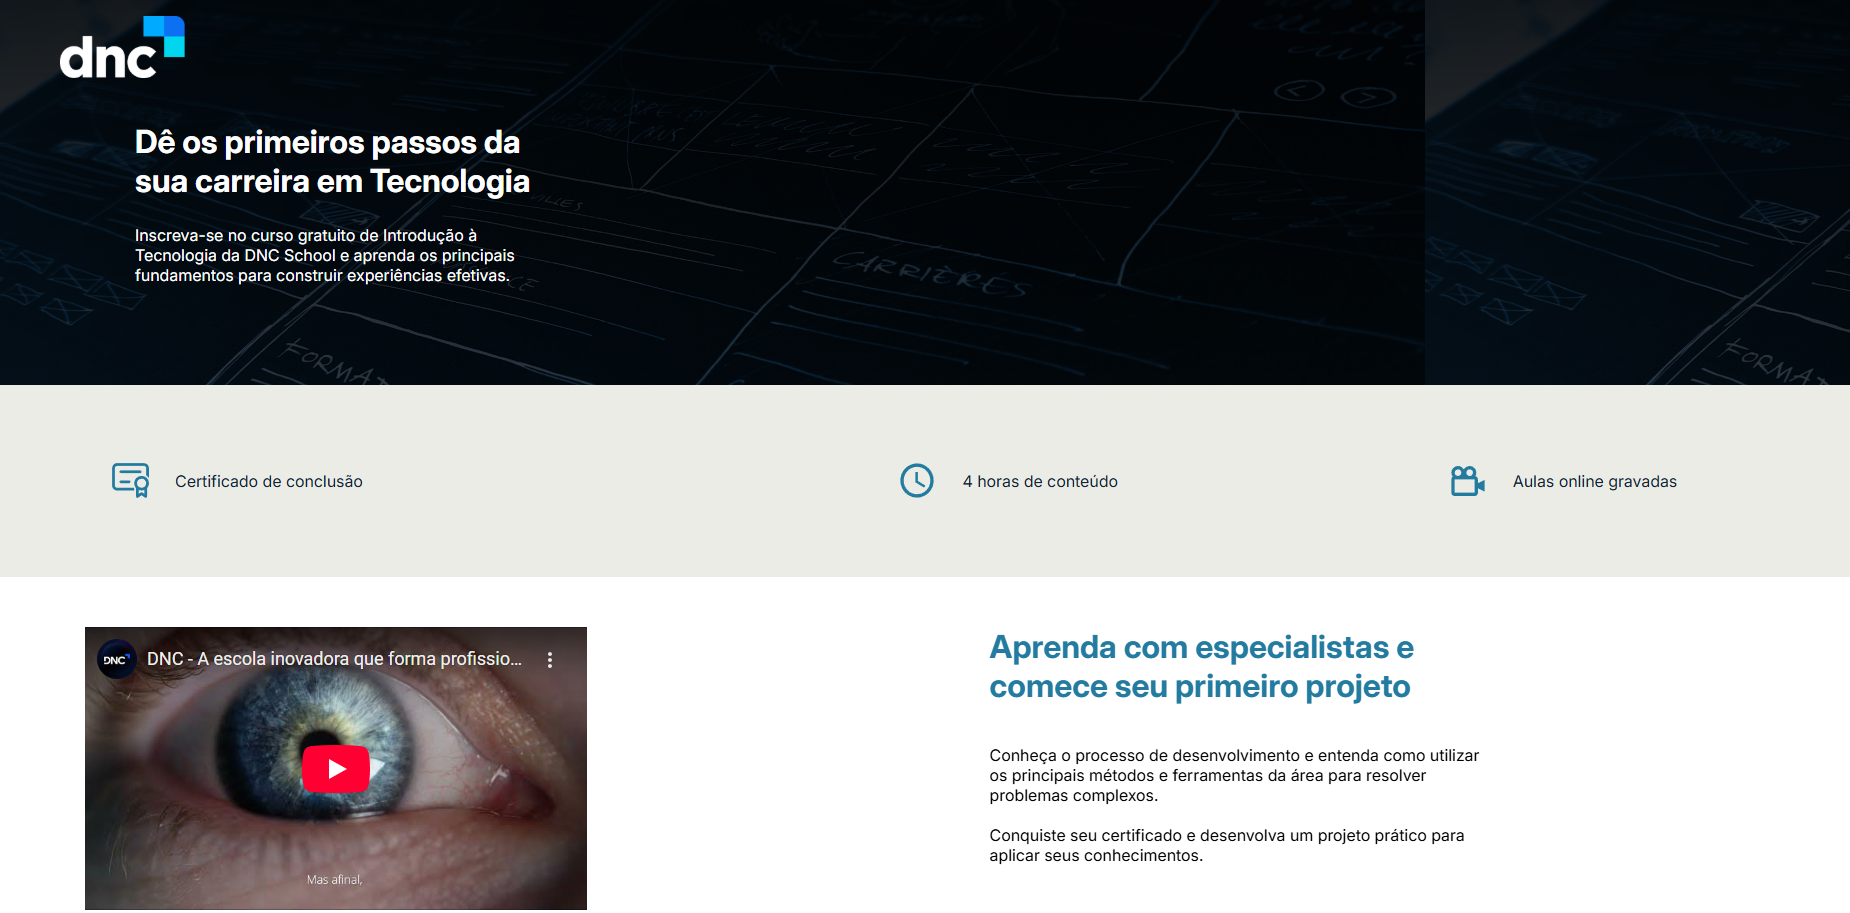 dnc
Dê os primeiros passos da
sua carreira em Tecnologia
Inscreva-se no curso gratuito de Introdução à
Tecnologia da DNC School e aprenda os principais
fundamentos para construir experiências efetivas.
CARRIÈRES
FORMAT
FORMAT
Certificado de conclusão
4 horas de conteúdo
Aulas online gravadas
DNC
DNC - A escola inovadora que forma profissio...
Mas afinal,
Aprenda com especialistas e
comece seu primeiro projeto
Conheça o processo de desenvolvimento e entenda como utilizar
os principais métodos e ferramentas da área para resolver
problemas complexos.
Conquiste seu certificado e desenvolva um projeto prático para
aplicar seus conhecimentos.